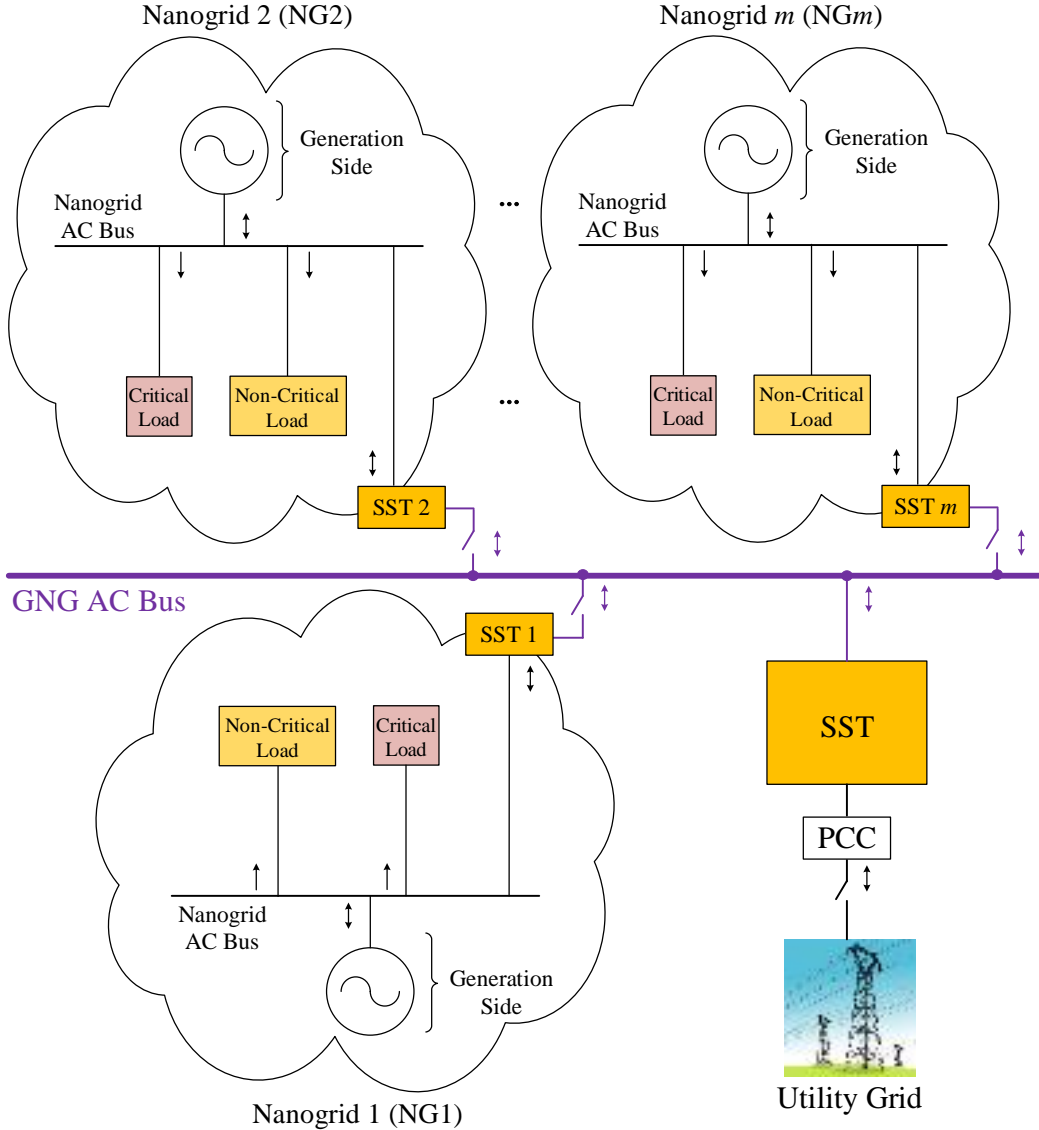 Nanogrid 2 (NG2)
Nanogrid m (NGm)
Generation
Side
Nanogrid
AC Bus
Critical
Load
Non-Critical
Load
SST 2
...
...
Generation
Side
Nanogrid
AC Bus
Critical
Load
Non-Critical
Load
SST m
GNG AC Bus
SST 1
Non-Critical
Load
Critical
Load
Nanogrid
AC Bus
Generation
Side
Nanogrid 1 (NG1)
SST
PCC
Utility Grid